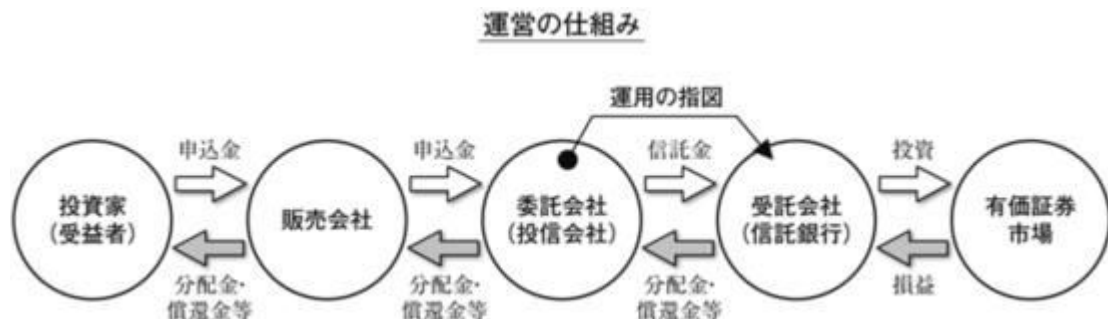 運営の仕組み
運用の指図
申込金
申込金
信託金
投資
投資家
(受益者)
販売会社
委託会社
(投信会社)
受託会社
(信託銀行)
有価証券
市場
分配金・
償還金等
分配金・
償還金等
分配金・
償還金等
損益